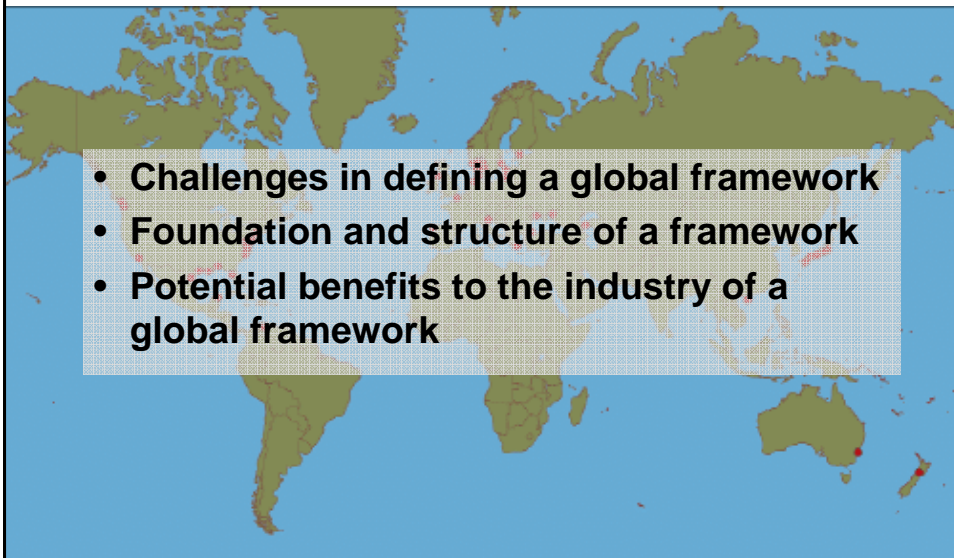 • Challenges in defining a global framework
• Foundation and structure of a framework
• Potential benefits to the industry of a
global framework